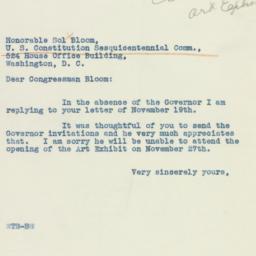 Honorable Sol Bloom,
U. S. Constitution Sesquicentennial Comm.,
524 House Office Building,
Washington, D. C.
Dear Congressman Bloom:
In the absence of the Governor I am
replying to your letter of November 19th.
It was thoughtful of you to send the
Governor invitations and he very much appreciates
that. I am sorry he will be unable to attend the
opening of the Art Exhibit on November 27th.
Very sincerely yours,